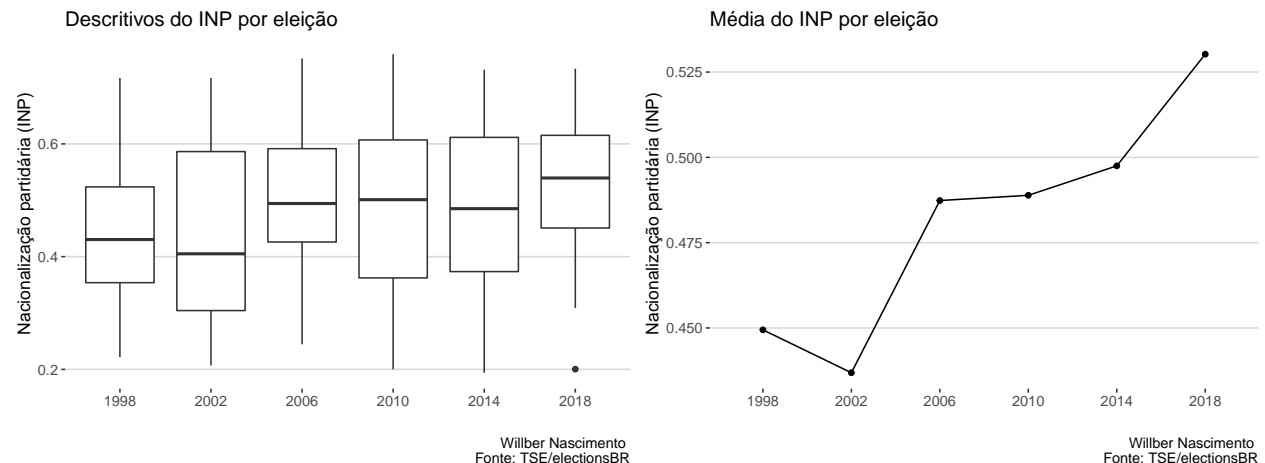 Descritivos do INP por eleição
Nacionalização partidária (INP)
0.6
0.4
0.2
1998 2002 2006 2010 2014 2018
Willber Nascimento
Fonte: TSE/electionsBR
Média do INP por eleição
Nacionalização partidária (INP)
0.525
0.500
0.475
0.450
1998 2002 2006 2010 2014 2018
Willber Nascimento
Fonte: TSE/electionsBR